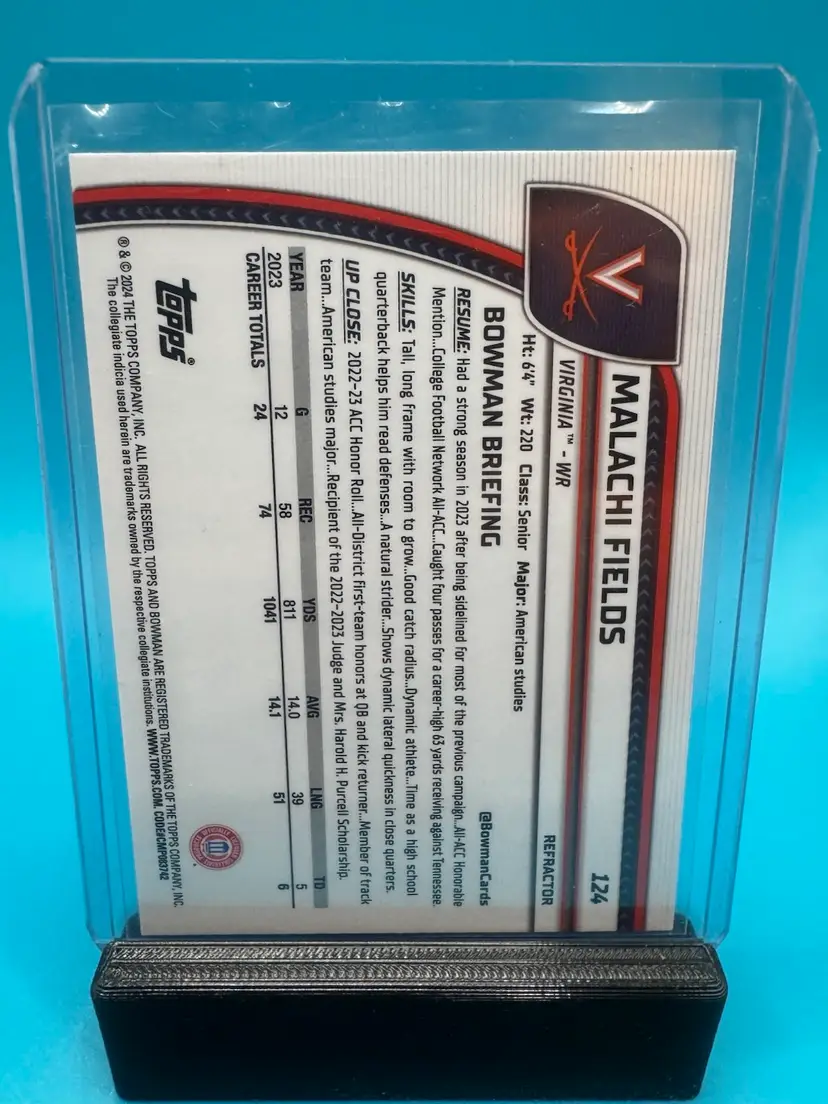 MALACHI FIELDS
124
VIRGINIA™ - WR
REFRACTOR
V
Ht: 6'4" Wt: 220 Class: Senior Major: American studies
BOWMAN BRIEFING
@BowmanCards
RESUME: Had a strong season in 2023 after being sidelined for most of the previous campaign...All-ACC Honorable
Mention...College Football Network All-ACC...Caught four passes for a career-high 63 yards receiving against Tennessee.
SKILLS: Tall, long frame with room to grow...Good catch radius...Dynamic athlete...Time as a high school
quarterback helps him read defenses...A natural strider...Shows dynamic lateral quickness in close quarters.
UP CLOSE: 2022-23 ACC Honor Roll...All-District first-team honors at QB and kick returner...Member of track
team...American studies major...Recipient of the 2022-2023 Judge and Mrs. Harold H. Purcell Scholarship.
YEAR G REC YDS AVG LNG TD
2023 12 58 811 14.0 39 5
CAREER TOTALS 24 74 1041 14.1 51 6
topps®
® & © 2024 THE TOPPS COMPANY, INC. ALL RIGHTS RESERVED. TOPPS AND BOWMAN ARE REGISTERED TRADEMARKS OF THE TOPPS COMPANY, INC.
The collegiate indicia used herein are trademarks owned by the respective collegiate institutions. WWW.TOPPS.COM. CODE#CMP083742